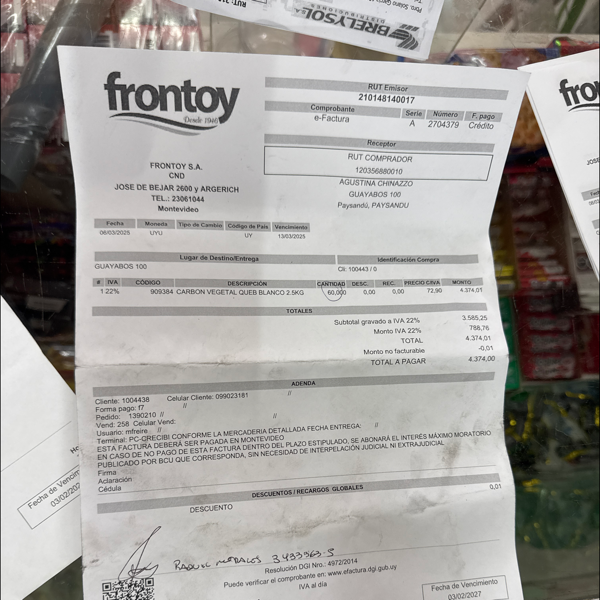 BRELYSOL S.A.
DISTRIBUCIONES
frontoy
Desde 1946
FRONTOY S.A.
CND
JOSE DE BEJAR 2600 y ARGERICH
TEL.: 23061044
Montevideo
RUT Emisor
210148140017
Comprobante Serie Número F. pago
e-Factura A 2704379 Crédito
Receptor
RUT COMPRADOR
120356880010
AGUSTINA CHINAZZO
GUAYABOS 100
Paysandú, PAYSANDU
Fecha Moneda Tipo de Cambio Código de País Vencimiento
06/03/2025 UYU UY 13/03/2025
Lugar de Destino/Entrega Identificación Compra
GUAYABOS 100 Cli: 100443 / 0
# IVA CÓDIGO DESCRIPCIÓN CANTIDAD DESC. REC. PRECIO C/IVA MONTO
1 22% 909384 CARBON VEGETAL QUEB BLANCO 2.5KG 60,000 0,00 0,00 72,90 4.374,01
TOTALES
Subtotal gravado a IVA 22% 3.585,25
Monto IVA 22% 788,76
TOTAL 4.374,01
Monto no facturable -0,01
TOTAL A PAGAR 4.374,00
ADENDA
Cliente: 1004438 Celular Cliente: 099023181 //
Forma pago: f7 //
Pedido: 1390210 // //
Vend: 258 Celular Vend:
Usuario: mfreire //
Terminal: PC-CRECIBI CONFORME LA MERCADERIA DETALLADA FECHA ENTREGA: //
ESTA FACTURA DEBERÁ SER PAGADA EN MONTEVIDEO
EN CASO DE NO PAGO DE ESTA FACTURA DENTRO DEL PLAZO ESTIPULADO, SE ABONARÁ EL INTERÉS MÁXIMO MORATORIO
PUBLICADO POR BCU QUE CORRESPONDA, SIN NECESIDAD DE INTERPELACIÓN JUDICIAL NI EXTRAJUDICIAL
Firma
Aclaración
Cédula
DESCUENTOS / RECARGOS GLOBALES
DESCUENTO 0,01
3493563-5
Resolución DGI Nro.: 4972/2014
Puede verificar el comprobante en: www.efactura.dgi.gub.uy
IVA al día
Fecha de Vencimiento
03/02/2027
Fecha de Vencim
03/02/202